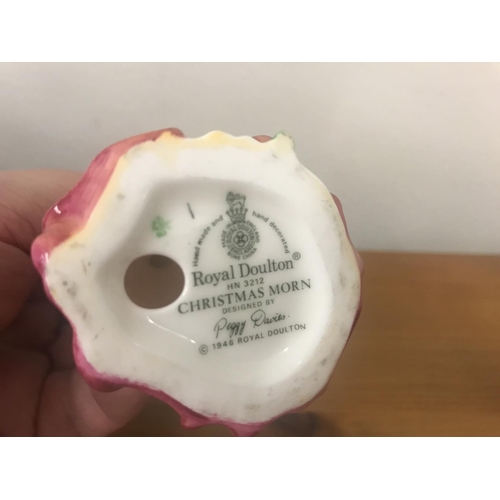 Hand made and hand decorated
Royal Doulton®
HN 3212
CHRISTMAS MORN
DESIGNED BY
Peggy Davies.
© 1946 ROYAL DOULTON